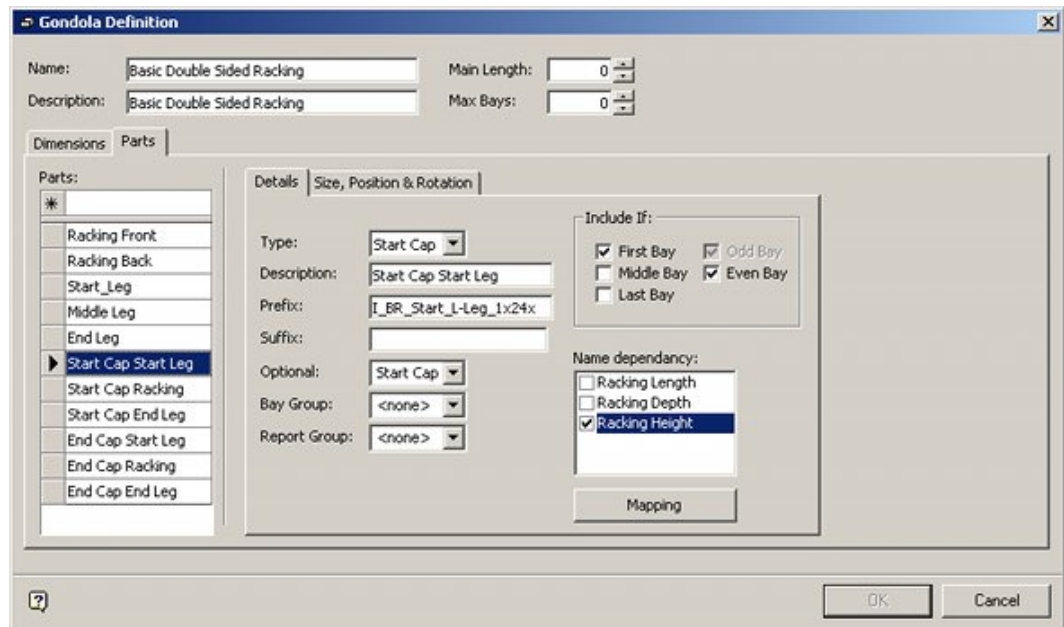 Gondola Definition
Name: Basic Double Sided Racking Main Length: 0
Description: Basic Double Sided Racking Max Bays: 0
Dimensions Parts
Parts:
Racking Front
Racking Back
Start_Leg
Middle Leg
End Leg
Start Cap Start Leg
Start Cap Racking
Start Cap End Leg
End Cap Start Leg
End Cap Racking
End Cap End Leg
Details Size, Position & Rotation
Type: Start Cap
Description: Start Cap Start Leg
Prefix: I_BR_Start_L-Leg_1x24x
Suffix:
Optional: Start Cap
Bay Group: <none>
Report Group: <none>
Include If:
First Bay Odd Bay
Middle Bay Even Bay
Last Bay
Name dependancy:
Racking Length
Racking Depth
Racking Height
Mapping
OK Cancel